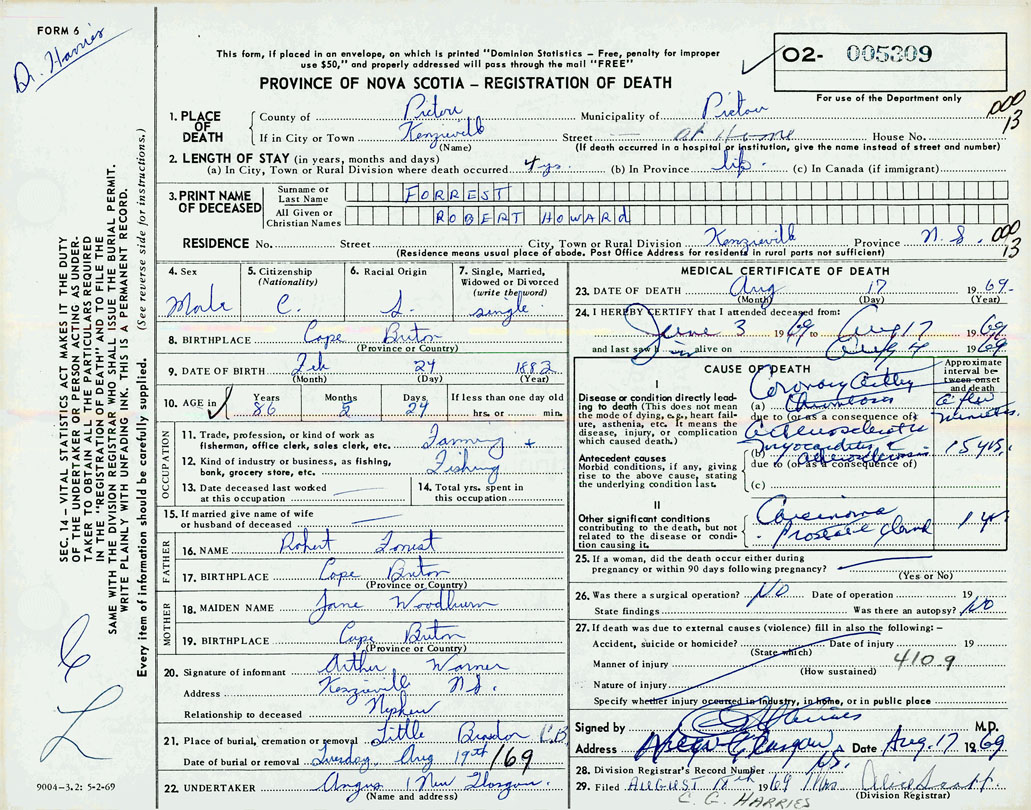 FORM 6
Dr. Harries
This form, if placed in an envelope, on which is printed "Dominion Statistics – Free, penalty for improper
use $50," and properly addressed will pass through the mail "FREE"
PROVINCE OF NOVA SCOTIA – REGISTRATION OF DEATH
O2- 005309
For use of the Department only
000
13
1. PLACE OF DEATH
County of Pictou Municipality of Pictou
If in City or Town Kenzieville Street at Home House No.
(Name) (If death occurred in a hospital or institution, give the name instead of street and number)
2. LENGTH OF STAY (in years, months and days)
(a) In City, Town or Rural Division where death occurred 4 ys. (b) In Province life. (c) In Canada (if immigrant)
3. PRINT NAME OF DECEASED
Surname or Last Name FORREST
All Given or Christian Names ROBERT HOWARd
RESIDENCE No. Street City, Town or Rural Division Kenzieville Province N.S.
(Residence means usual place of abode. Post Office Address for residents in rural parts not sufficient)
000
13
4. Sex Male
5. Citizenship (Nationality) C.
6. Racial Origin S.
7. Single, Married, Widowed or Divorced (write the word) single
8. BIRTHPLACE Cape Breton
(Province or Country)
9. DATE OF BIRTH Feb 24 1882
(Month) (Day) (Year)
10. AGE in Years 86 Months 2 Days 24 If less than one day old hrs. or min.
OCCUPATION
11. Trade, profession, or kind of work as fisherman, office clerk, sales clerk, etc. Farming +
12. Kind of industry or business, as fishing, bank, grocery store, etc. Fishing
13. Date deceased last worked at this occupation
14. Total yrs. spent in this occupation
15. If married give name of wife or husband of deceased
FATHER
16. NAME Robert Forrest
17. BIRTHPLACE Cape Breton
(Province or Country)
MOTHER
18. MAIDEN NAME Jane Woodburn
19. BIRTHPLACE Cape Breton
(Province or Country)
20. Signature of informant Arther Warner
Address Kenzieville N.S.
Relationship to deceased Nephew
21. Place of burial, cremation or removal Little Bradon C.B.
Date of burial or removal Tuesday Aug 19th /69
22. UNDERTAKER Angus New Glasgow.
(Name and address)
MEDICAL CERTIFICATE OF DEATH
23. DATE OF DEATH Aug 17 1969.
(Month) (Day) (Year)
24. I HEREBY CERTIFY that I attended deceased from:
June 3 1969 to Aug 17 1969
and last saw him alive on Aug 4 1969
CAUSE OF DEATH
Approximate interval between onset and death
I
Disease or condition directly leading to death (This does not mean the mode of dying, e.g., heart failure, asthenia, etc. It means the disease, injury, or complication which caused death.)
(a) Coronary Artery Thrombosis a few minutes
due to (or as a consequence of)
Antecedent causes
Morbid conditions, if any, giving rise to the above cause, stating the underlying condition last.
(b) Arteriosclerotic myocarditis & Atherosclerosis 15 yrs.
due to (or as a consequence of)
(c)
II
Other significant conditions contributing to the death, but not related to the disease or condition causing it.
Carcinoma Prostate Gland 1 yr
25. If a woman, did the death occur either during pregnancy or within 90 days following pregnancy?
(Yes or No)
26. Was there a surgical operation? NO Date of operation 19
State findings Was there an autopsy? NO
27. If death was due to external causes (violence) fill in also the following: –
Accident, suicide or homicide? Date of injury 19
(State which)
Manner of injury 410 9
(How sustained)
Nature of injury
Specify whether injury occurred in industry, in home, or in public place
Signed by Harries M.D.
Address New Glasgow N.S. Date Aug. 17 1969
28. Division Registrar's Record Number
29. Filed AUGUST 18th 1969
(Division Registrar)
C. G. HARRIES
SEC. 14 – VITAL STATISTICS ACT MAKES IT THE DUTY
OF THE UNDERTAKER OR PERSON ACTING AS UNDER-
TAKER TO OBTAIN ALL THE PARTICULARS REQUIRED
IN THE "REGISTRATION OF DEATH" AND TO FILE THE
SAME WITH THE DIVISION REGISTRAR WHO SHALL ISSUE THE BURIAL PERMIT.
WRITE PLAINLY WITH UNFADING INK. THIS IS A PERMANENT RECORD.
Every item of information should be carefully supplied. (See reverse side for instructions.)
9004–3.2: 5-2-69